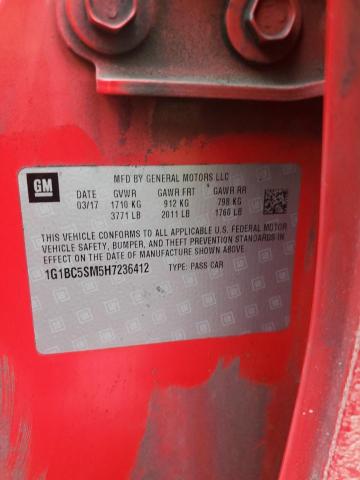 MFD BY GENERAL MOTORS LLC
GM
DATE GVWR GAWR FRT GAWR RR
03/17 1710 KG 912 KG 798 KG
3771 LB 2011 LB 1760 LB
THIS VEHICLE CONFORMS TO ALL APPLICABLE U.S. FEDERAL MOTOR
VEHICLE SAFETY, BUMPER, AND THEFT PREVENTION STANDARDS IN
EFFECT ON THE DATE OF MANUFACTURE SHOWN ABOVE.
1G1BC5SM5H7236412 TYPE: PASS CAR